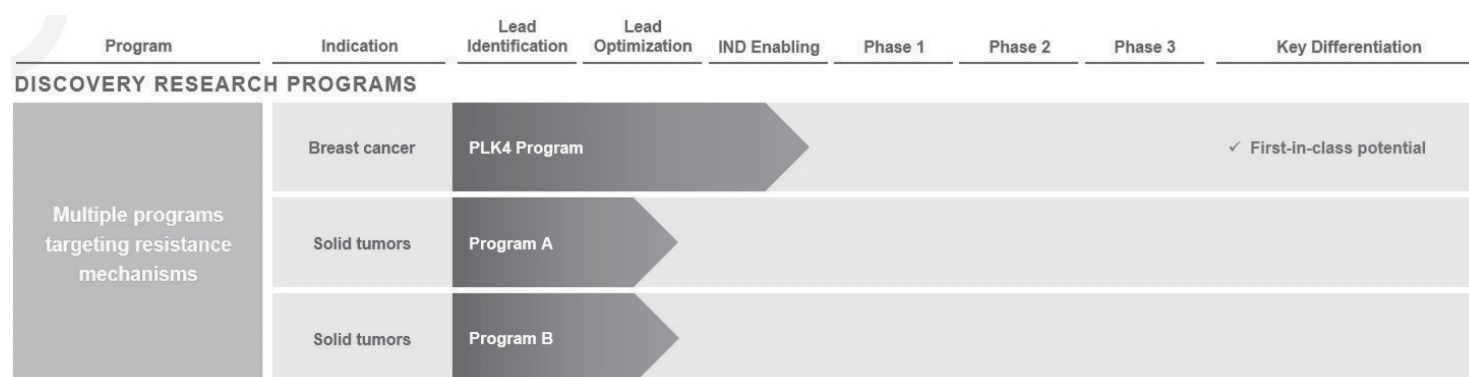 Program
Indication
Lead
Identification
Lead
Optimization
IND Enabling
Phase 1
Phase 2
Phase 3
Key Differentiation
DISCOVERY RESEARCH PROGRAMS
Multiple programs
targeting resistance
mechanisms
Breast cancer
PLK4 Program
✓ First-in-class potential
Solid tumors
Program A
Solid tumors
Program B